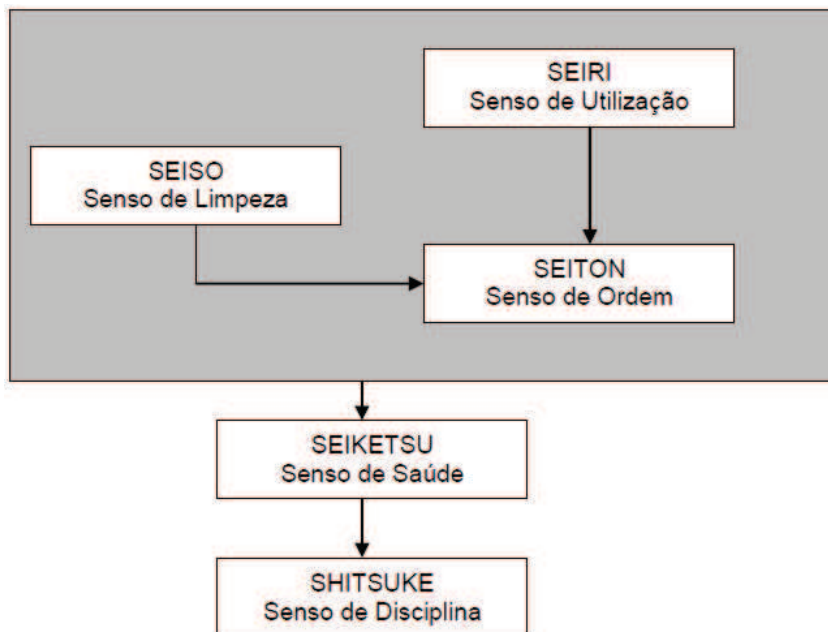 SEIRI
Senso de Utilização
SEISO
Senso de Limpeza
SEITON
Senso de Ordem
SEIKETSU
Senso de Saúde
SHITSUKE
Senso de Disciplina